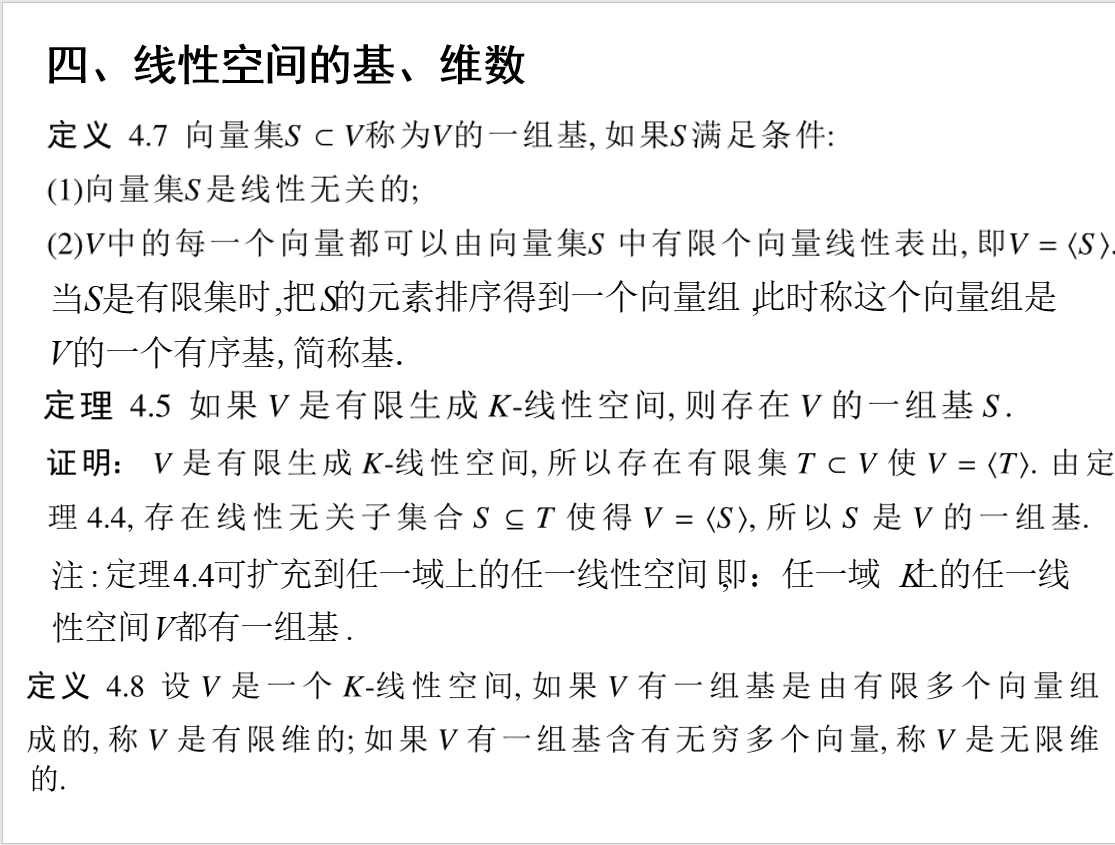 四、线性空间的基、维数
定义 4.7 向量集S ⊂ V称为V的一组基, 如果S满足条件:
(1)向量集S是线性无关的;
(2)V中的每一个向量都可以由向量集S 中有限个向量线性表出, 即V = ⟨S⟩.
当S是有限集时,把S的元素排序得到一个向量组,此时称这个向量组是
V的一个有序基, 简称基.
定理 4.5 如果 V 是有限生成 K-线性空间, 则存在 V 的一组基 S.
证明： V 是有限生成 K-线性空间, 所以存在有限集 T ⊂ V 使 V = ⟨T⟩. 由定
理 4.4, 存在线性无关子集合 S ⊆ T 使得 V = ⟨S⟩, 所以 S 是 V 的一组基.
注: 定理4.4可扩充到任一域上的任一线性空间,即：任一域 K上的任一线
性空间V都有一组基.
定义 4.8 设 V 是一个 K-线性空间, 如果 V 有一组基是由有限多个向量组
成的, 称 V 是有限维的; 如果 V 有一组基含有无穷多个向量, 称 V 是无限维
的.